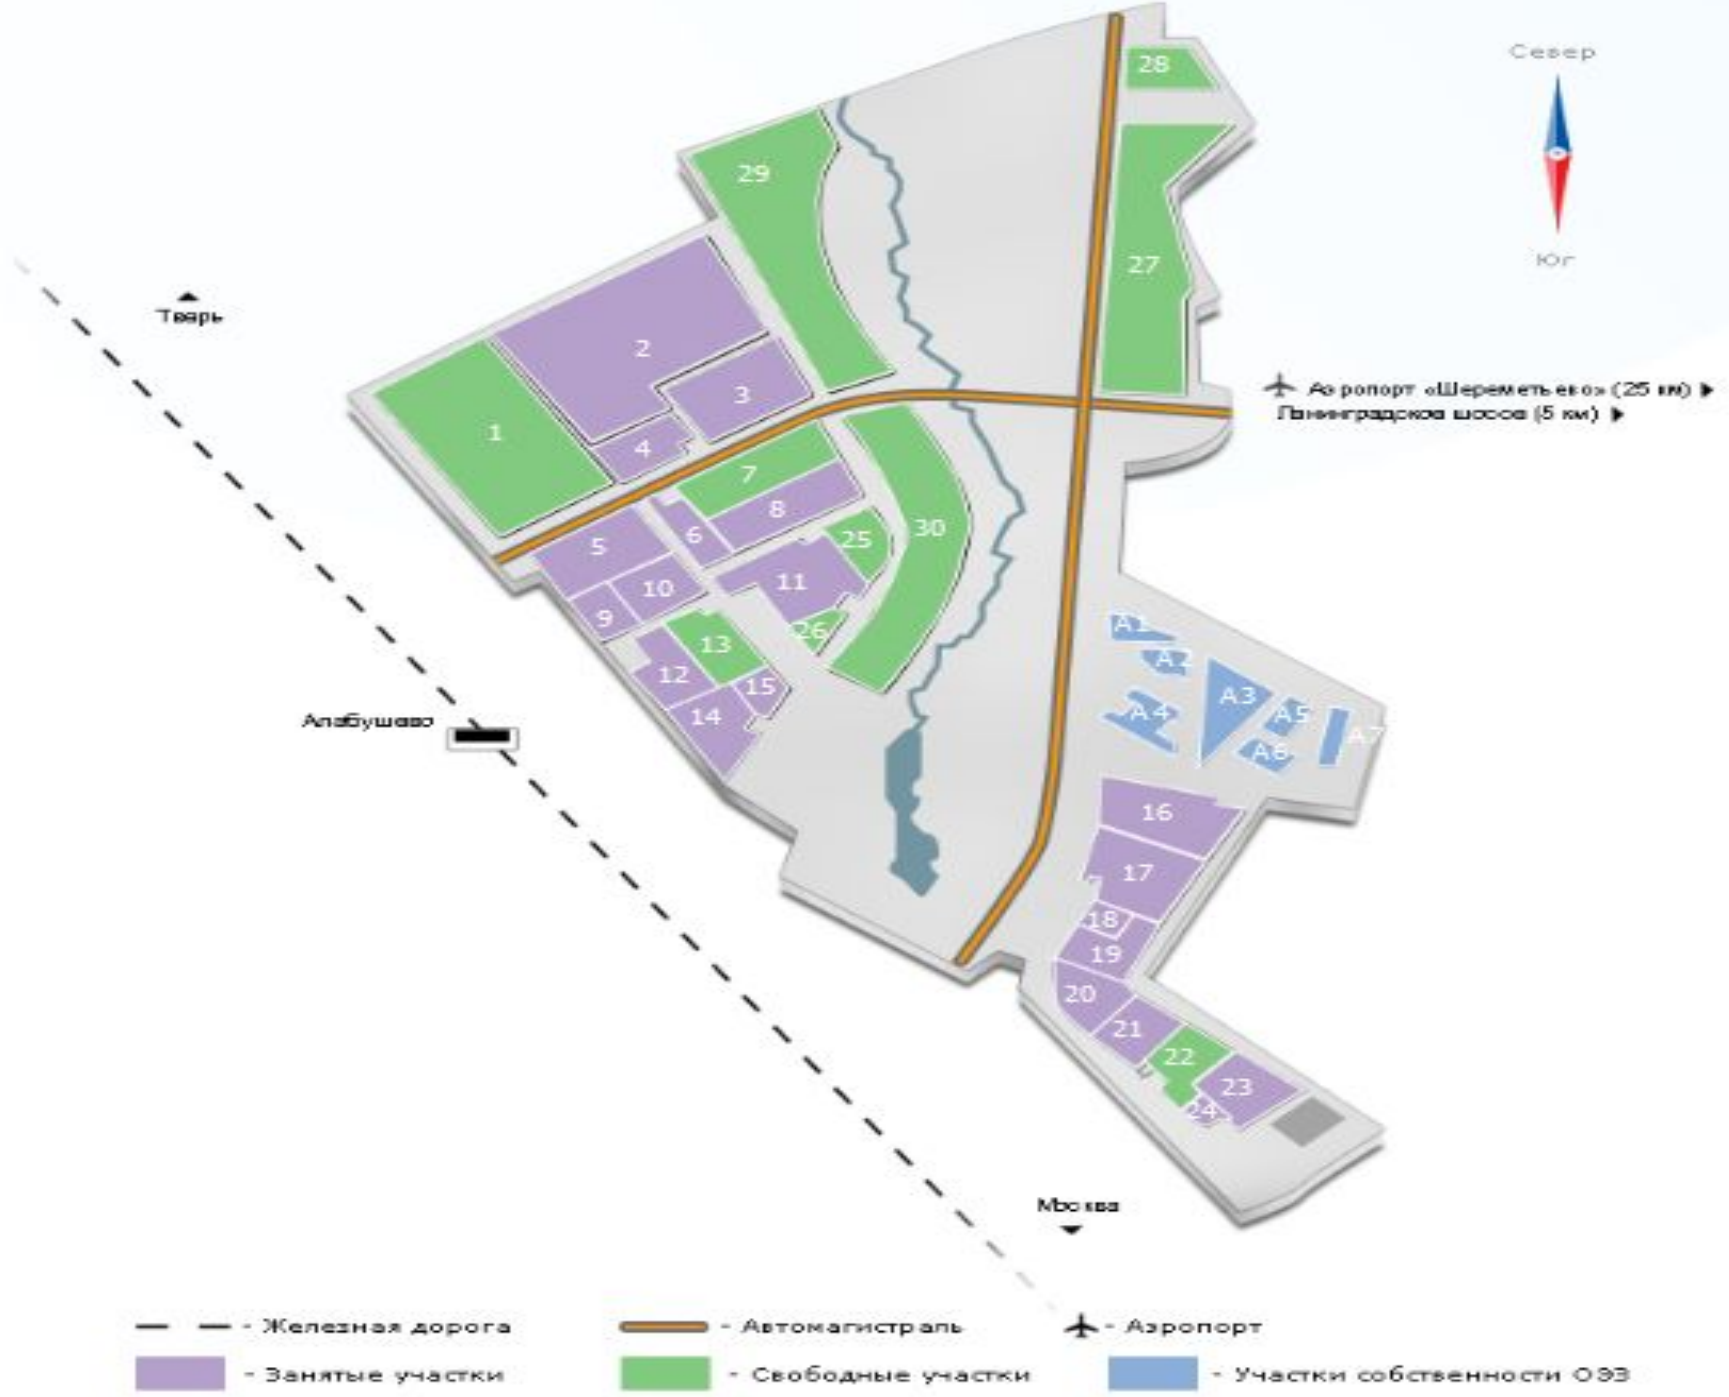 Север
28
29
27
Юг
Тверь
2
3
Аэропорт «Шереметьево» (25 км)
Ленинградское шоссе (5 км)
1
4
7
8
30
6
25
5
11
10
9
26
13
12
15
14
A1
A2
A3
A4
A5
A6
A7
Алабушево
16
17
18
19
20
21
22
23
24
Москва
- Железная дорога
- Автомагистраль
- Аэропорт
- Занятые участки
- Свободные участки
- Участки собственности ОЭЗ